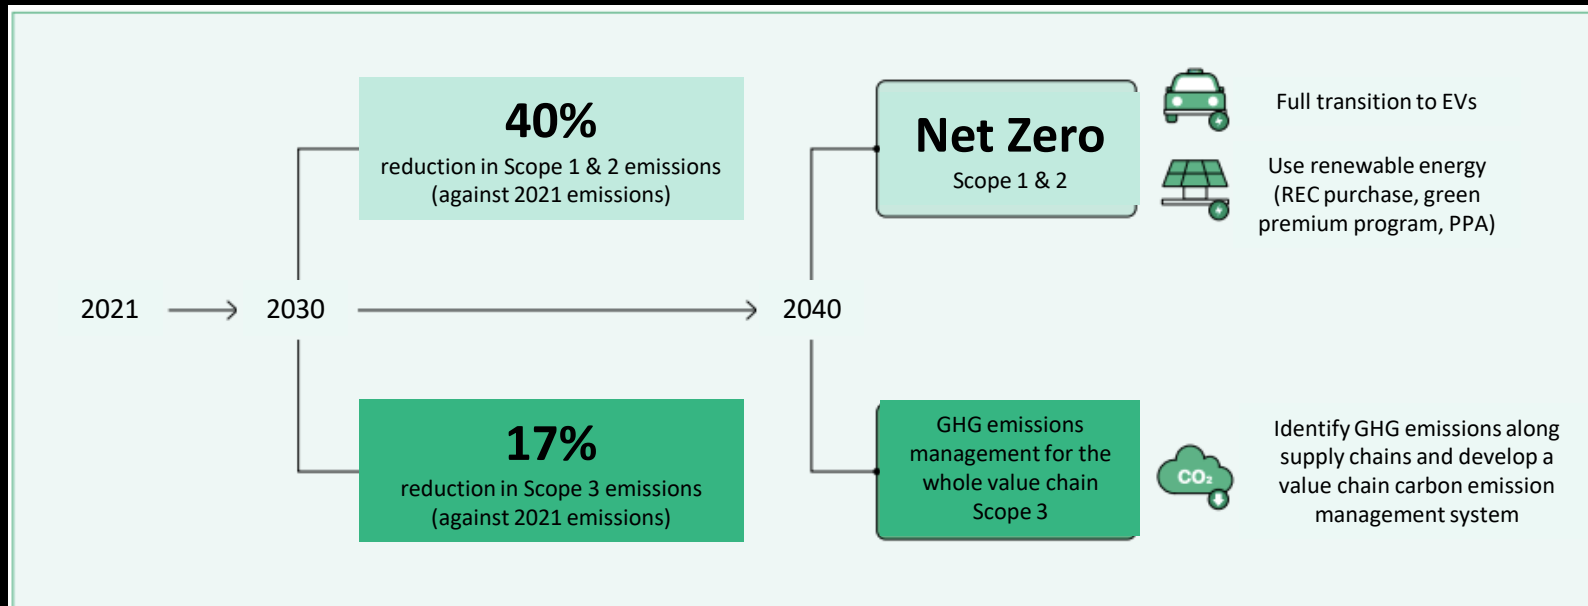 40%
reduction in Scope 1 & 2 emissions
(against 2021 emissions)
Net Zero
Scope 1 & 2
Full transition to EVs
Use renewable energy
(REC purchase, green
premium program, PPA)
2021
2030
2040
17%
reduction in Scope 3 emissions
(against 2021 emissions)
GHG emissions
management for the
whole value chain
Scope 3
CO₂
Identify GHG emissions along
supply chains and develop a
value chain carbon emission
management system